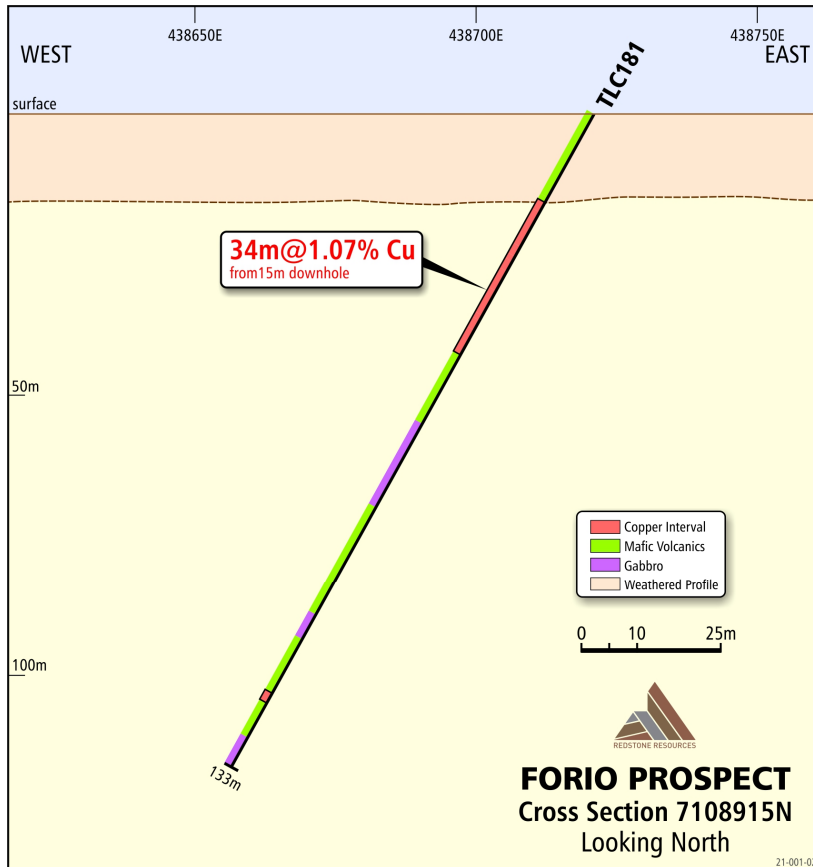 438650E
438700E
438750E
WEST
EAST
TLC181
surface
34m@1.07% Cu
from15m downhole
50m
100m
133m
Copper Interval
Mafic Volcanics
Gabbro
Weathered Profile
0 10 25m
REDSTONE RESOURCES
FORIO PROSPECT
Cross Section 7108915N
Looking North